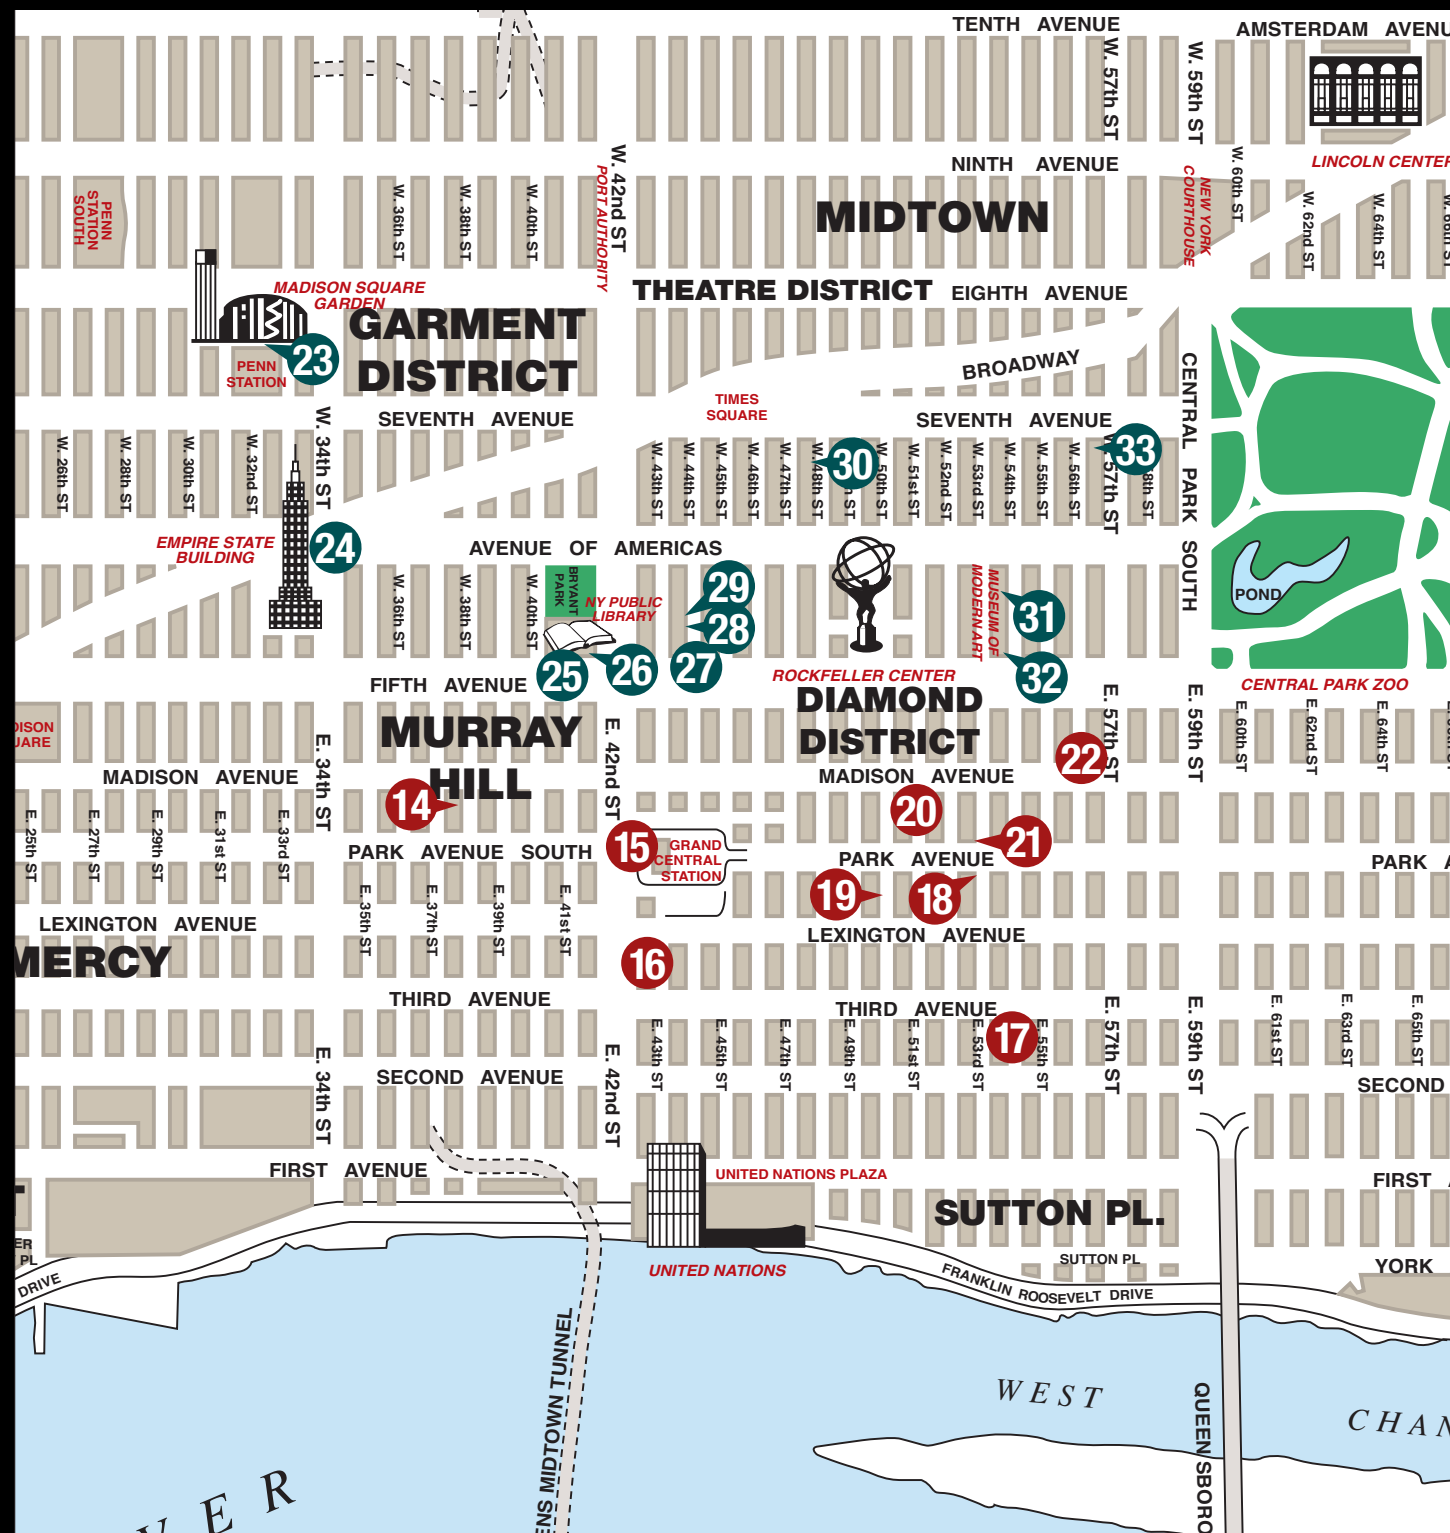 TENTH AVENUE
AMSTERDAM AVENU
W. 57th ST
W. 59th ST
NINTH AVENUE
LINCOLN CENTER
W. 42nd ST
PORT AUTHORITY
W. 60th ST
NEW YORK
COURTHOUSE
PENN
STATION
SOUTH
W. 36th ST
W. 38th ST
W. 40th ST
MIDTOWN
W. 62nd ST
W. 64th ST
W. 66th ST
MADISON SQUARE
GARDEN
THEATRE DISTRICT
EIGHTH AVENUE
GARMENT
DISTRICT
23
PENN
STATION
BROADWAY
CENTRAL PARK SOUTH
TIMES
SQUARE
SEVENTH AVENUE
SEVENTH AVENUE
W. 34th ST
W. 26th ST
W. 28th ST
W. 30th ST
W. 32nd ST
W. 43th ST
W. 44th ST
W. 45th ST
W. 46th ST
W. 47th ST
W. 48th ST
30
W. 50th ST
W. 51st ST
W. 52nd ST
W. 53rd ST
W. 54th ST
W. 55th ST
W. 56th ST
W. 57th ST
33
58th ST
EMPIRE STATE
BUILDING
24
AVENUE OF AMERICAS
BRYANT
PARK
NY PUBLIC
LIBRARY
W. 36th ST
W. 38th ST
W. 40th ST
29
28
27
26
25
MUSEUM OF
MODERN ART
31
32
POND
ROCKFELLER CENTER
CENTRAL PARK ZOO
FIFTH AVENUE
DIAMOND
DISTRICT
MURRAY
HILL
DISON
UARE
E. 34th ST
E. 42nd ST
E. 57th ST
E. 59th ST
E. 60th ST
E. 62nd ST
E. 64th ST
22
MADISON AVENUE
MADISON AVENUE
14
20
E. 25th ST
E. 27th ST
E. 29th ST
E. 31st ST
E. 33rd ST
PARK AVENUE SOUTH
15
GRAND
CENTRAL
STATION
21
PARK AVENUE
PARK A
19
18
E. 35th ST
E. 37th ST
E. 39th ST
E. 41st ST
LEXINGTON AVENUE
LEXINGTON AVENUE
MERCY
16
THIRD AVENUE
THIRD AVENUE
17
E. 34th ST
E. 42nd ST
E. 43th ST
E. 45th ST
E. 47th ST
E. 49th ST
E. 51st ST
E. 53rd ST
E. 55th ST
E. 57th ST
E. 59th ST
E. 61st ST
E. 63rd ST
E. 65th ST
SECOND AVENUE
SECOND
FIRST AVENUE
UNITED NATIONS PLAZA
FIRST A
SUTTON PL.
ER
PL
DRIVE
UNITED NATIONS
SUTTON PL
FRANKLIN ROOSEVELT DRIVE
YORK
ENS MIDTOWN TUNNEL
QUEENSBORO
WEST
CHAN
VER